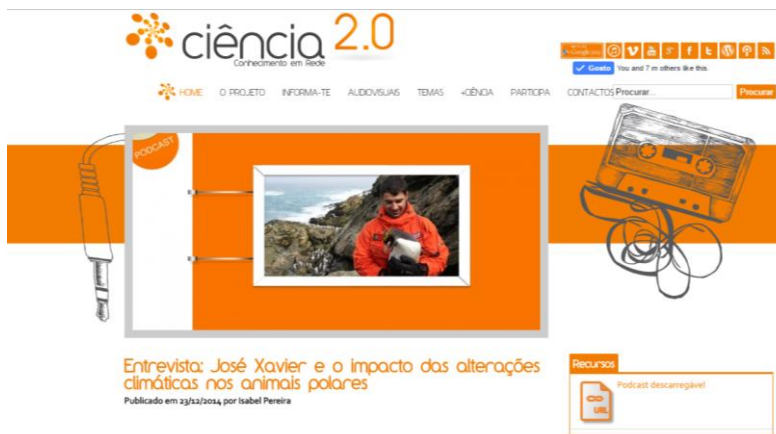 ciência 2.0
Conhecimento em Rede
Gosto You and 7 m others like this.
HOME O PROJETO INFORMA-TE AUDIOVISUAIS TEMAS +CIÊNCIA PARTICIPA CONTACTOS Procurar... Procurar
PODCAST
Entrevista: José Xavier e o impacto das alterações
climáticas nos animais polares
Publicado em 23/12/2014 por Isabel Pereira
Recursos
Podcast descarregável
URL